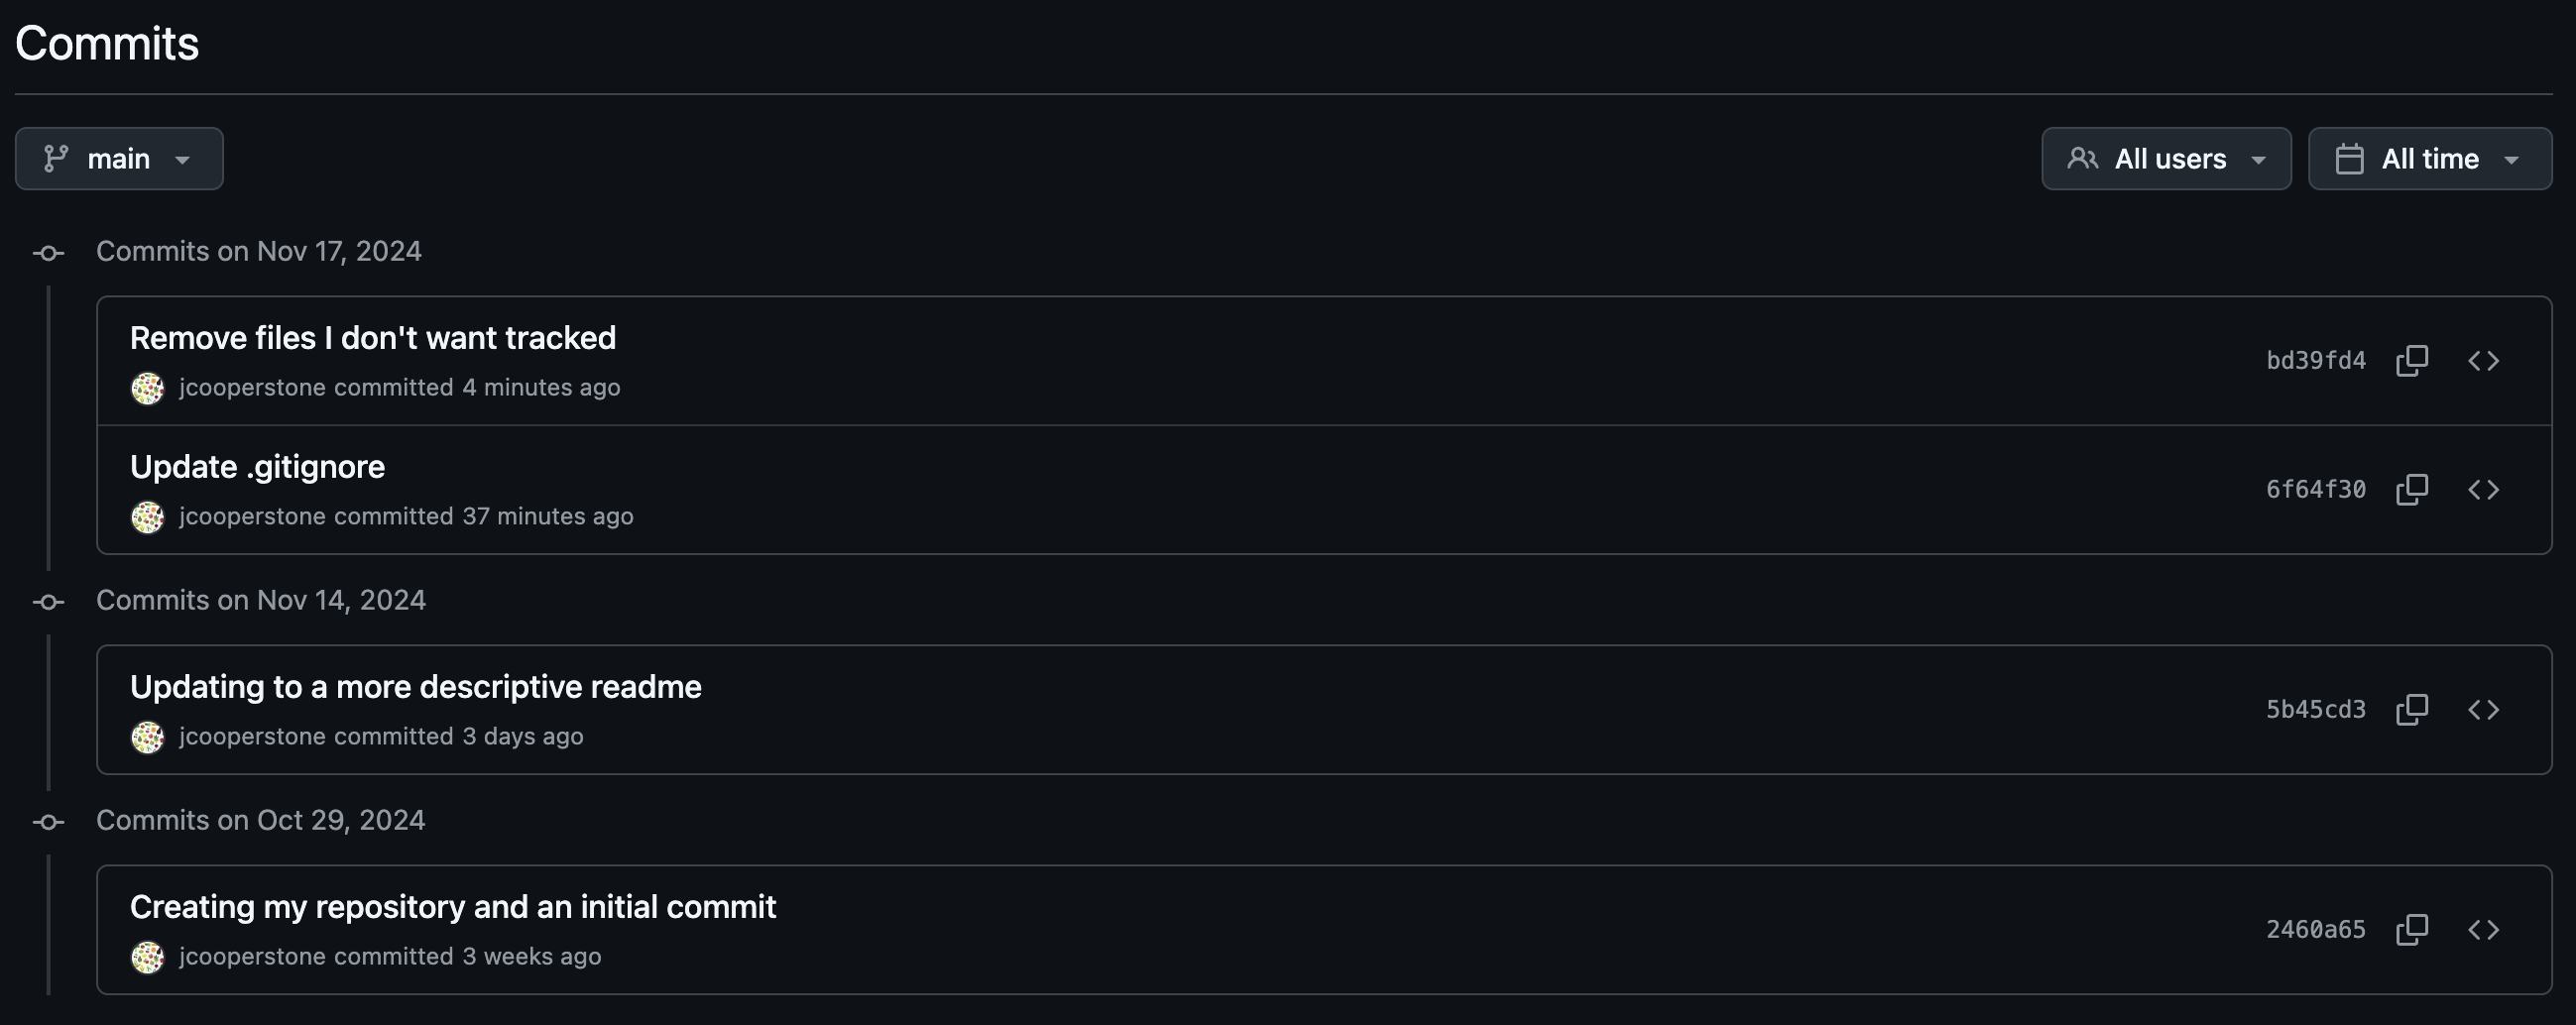 Commits
main
All users
All time
Commits on Nov 17, 2024
Remove files I don't want tracked
jcooperstone committed 4 minutes ago
bd39fd4
Update .gitignore
jcooperstone committed 37 minutes ago
6f64f30
Commits on Nov 14, 2024
Updating to a more descriptive readme
jcooperstone committed 3 days ago
5b45cd3
Commits on Oct 29, 2024
Creating my repository and an initial commit
jcooperstone committed 3 weeks ago
2460a65